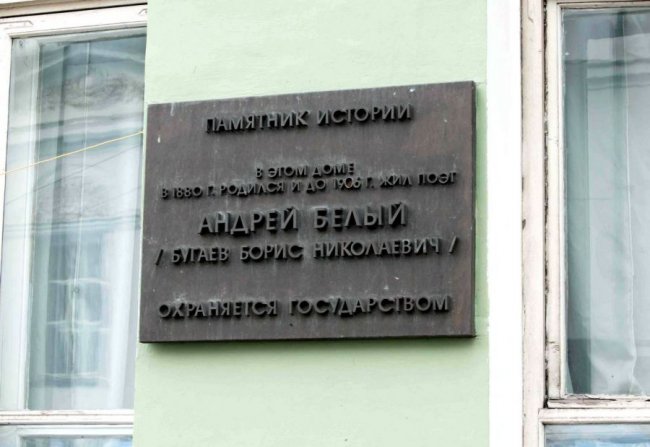 ПАМЯТНИК ИСТОРИИ
В ЭТОМ ДОМЕ
В 1880 Г. РОДИЛСЯ И ДО 1906 Г. ЖИЛ ПОЭТ
АНДРЕЙ БЕЛЫЙ
/ БУГАЕВ БОРИС НИКОЛАЕВИЧ /
ОХРАНЯЕТСЯ ГОСУДАРСТВОМ